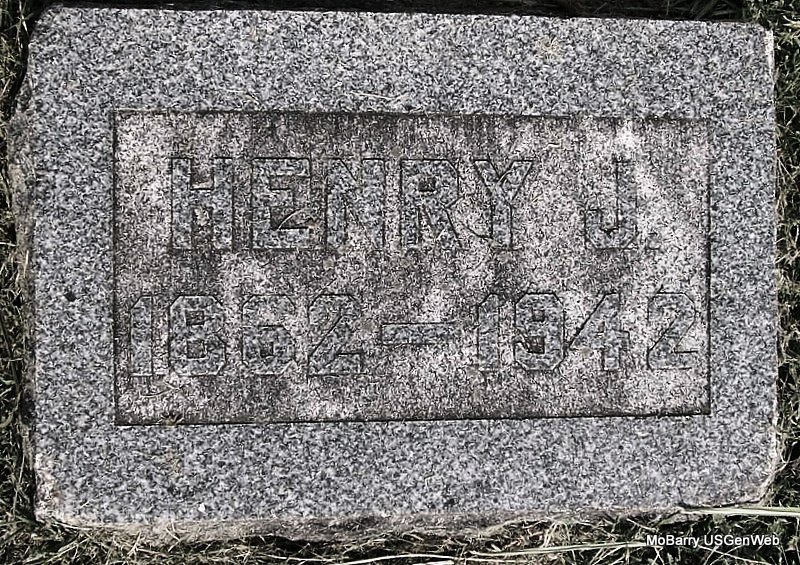 HENRY J.
1862 — 1942
MoBarry USGenWeb